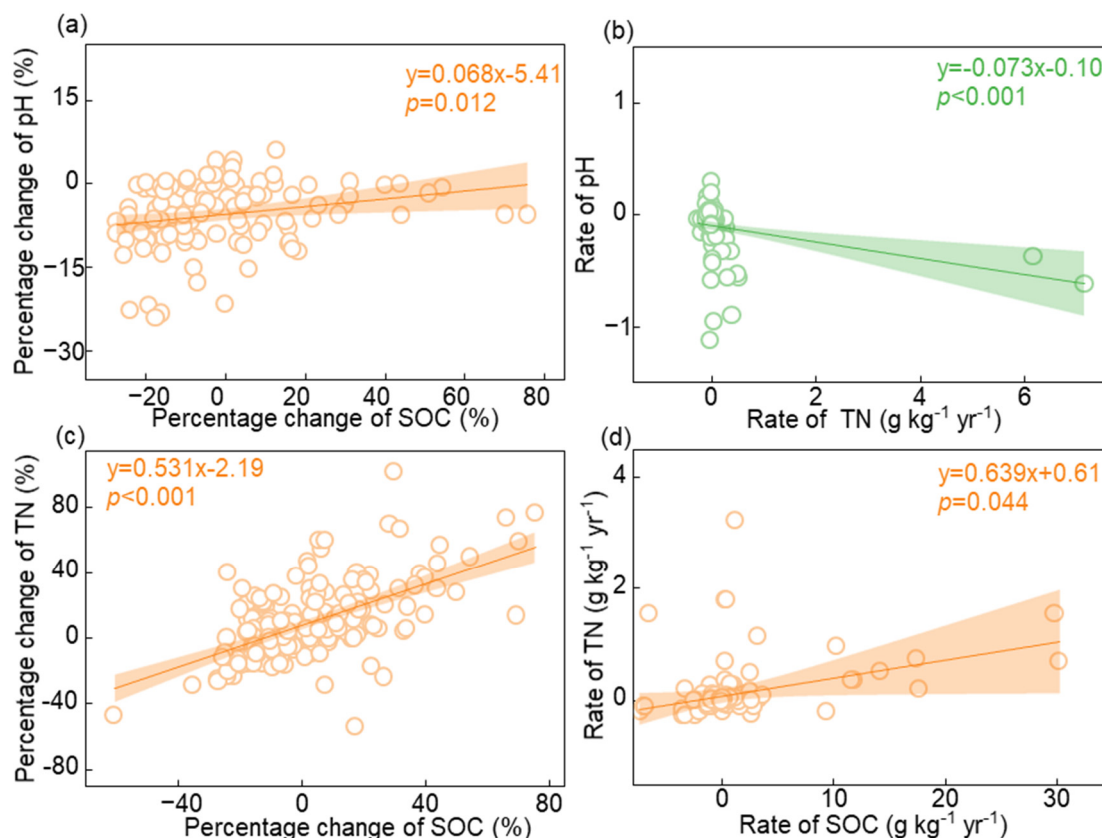 (a)
y=0.068x-5.41
p=0.012
Percentage change of pH (%)
15
0
−15
−30
−20
0
20
40
60
80
Percentage change of SOC (%)
(b)
y=-0.073x-0.10
p<0.001
Rate of pH
1
0
−1
0
2
4
6
Rate of TN (g kg⁻¹ yr⁻¹)
(c)
y=0.531x-2.19
p<0.001
Percentage change of TN (%)
80
40
0
-40
-80
−40
0
40
80
Percentage change of SOC (%)
(d)
y=0.639x+0.61
p=0.044
Rate of TN (g kg⁻¹ yr⁻¹)
4
2
0
0
10
20
30
Rate of SOC (g kg⁻¹ yr⁻¹)